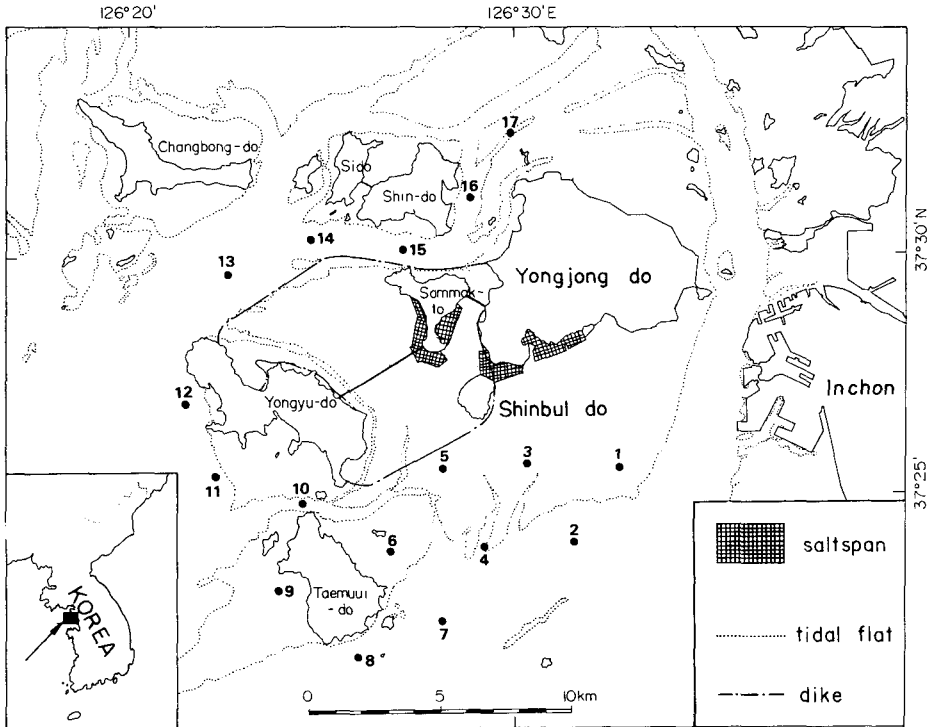 126°20'
126°30'
17
Changbong-do
Sido
Shin-do
16
14
15
37°30'N
13
Yongjong do
Sammok-
to
12
Yongyu-do
Shinbul do
Inchon
5
3
1
11
10
37°25'
6
4
2
9
Taemuui
-do
7
8
KOREA
saltspan
tidal flat
dike
0
5
10km